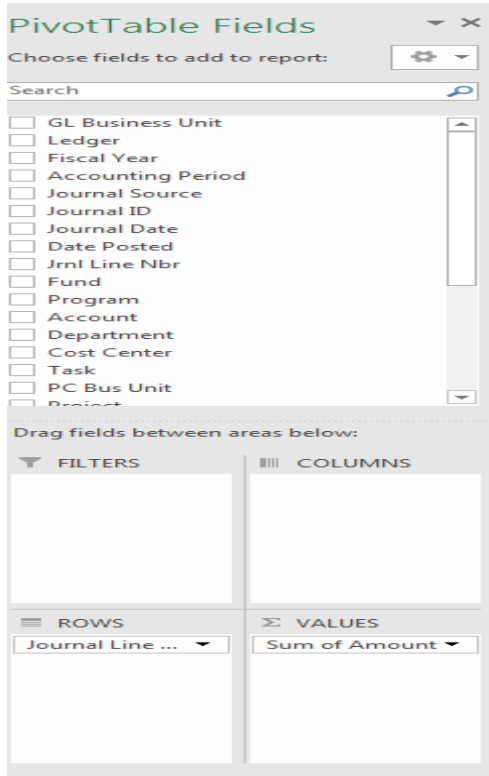 PivotTable Fields
Choose fields to add to report:
Search
GL Business Unit
Ledger
Fiscal Year
Accounting Period
Journal Source
Journal ID
Journal Date
Date Posted
Jrnl Line Nbr
Fund
Program
Account
Department
Cost Center
Task
PC Bus Unit
Project
Drag fields between areas below:
FILTERS
COLUMNS
ROWS
Σ VALUES
Journal Line ...
Sum of Amount